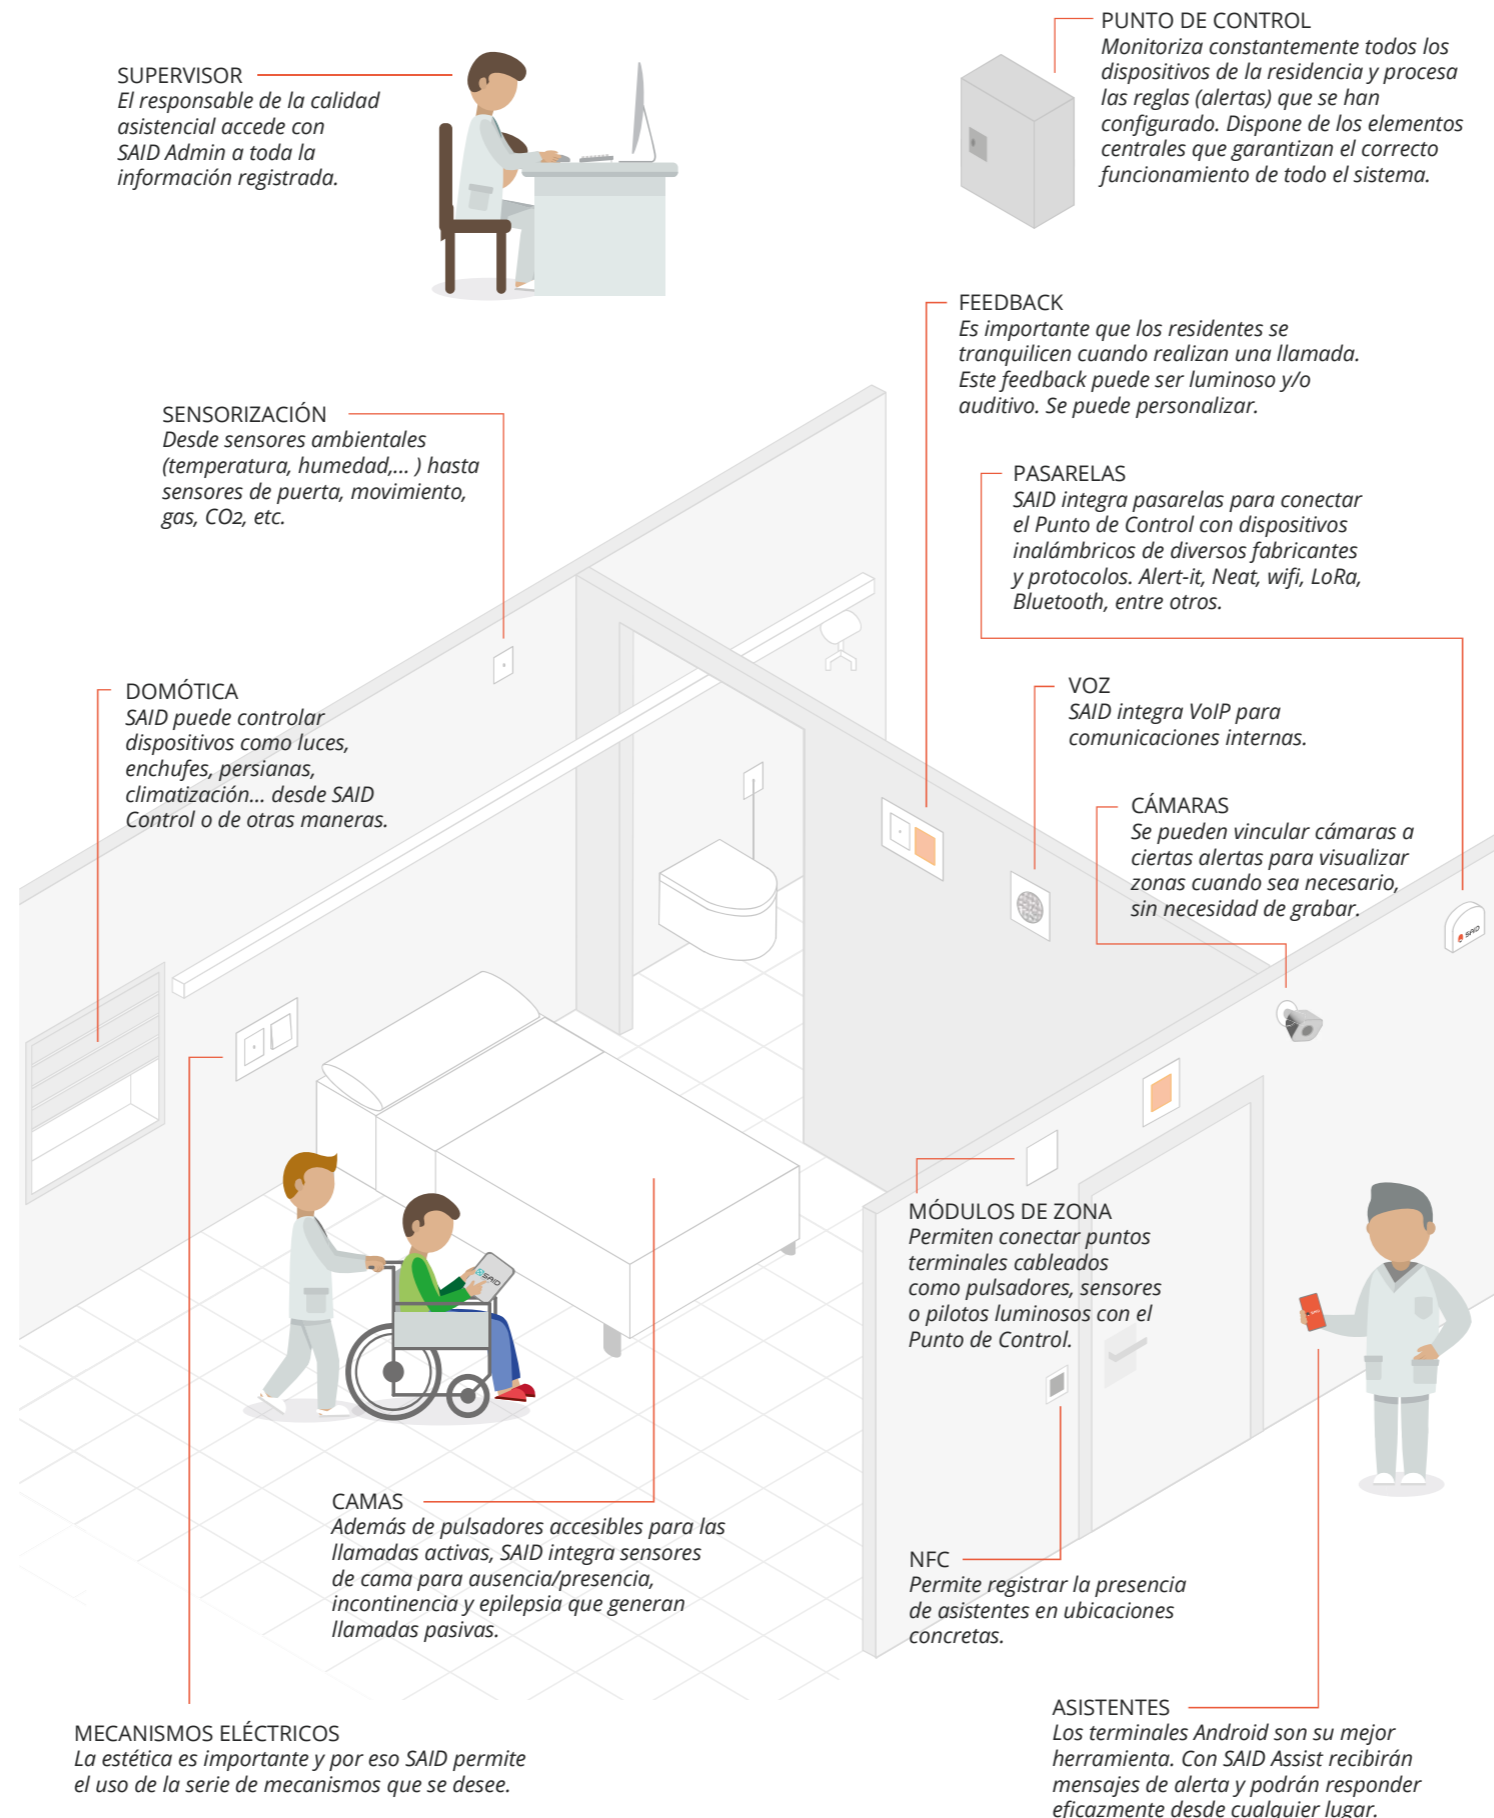 SUPERVISOR
El responsable de la calidad
asistencial accede con
SAID Admin a toda la
información registrada.
PUNTO DE CONTROL
Monitoriza constantemente todos los
dispositivos de la residencia y procesa
las reglas (alertas) que se han
configurado. Dispone de los elementos
centrales que garantizan el correcto
funcionamiento de todo el sistema.
FEEDBACK
Es importante que los residentes se
tranquilicen cuando realizan una llamada.
Este feedback puede ser luminoso y/o
auditivo. Se puede personalizar.
SENSORIZACIÓN
Desde sensores ambientales
(temperatura, humedad,... ) hasta
sensores de puerta, movimiento,
gas, CO2, etc.
PASARELAS
SAID integra pasarelas para conectar
el Punto de Control con dispositivos
inalámbricos de diversos fabricantes
y protocolos. Alert-it, Neat, wifi, LoRa,
Bluetooth, entre otros.
DOMÓTICA
SAID puede controlar
dispositivos como luces,
enchufes, persianas,
climatización... desde SAID
Control o de otras maneras.
VOZ
SAID integra VoIP para
comunicaciones internas.
CÁMARAS
Se pueden vincular cámaras a
ciertas alertas para visualizar
zonas cuando sea necesario,
sin necesidad de grabar.
SAID
MÓDULOS DE ZONA
Permiten conectar puntos
terminales cableados
como pulsadores, sensores
o pilotos luminosos con el
Punto de Control.
SAID
CAMAS
Además de pulsadores accesibles para las
llamadas activas, SAID integra sensores
de cama para ausencia/presencia,
incontinencia y epilepsia que generan
llamadas pasivas.
NFC
Permite registrar la presencia
de asistentes en ubicaciones
concretas.
MECANISMOS ELÉCTRICOS
La estética es importante y por eso SAID permite
el uso de la serie de mecanismos que se desee.
ASISTENTES
Los terminales Android son su mejor
herramienta. Con SAID Assist recibirán
mensajes de alerta y podrán responder
eficazmente desde cualquier lugar.